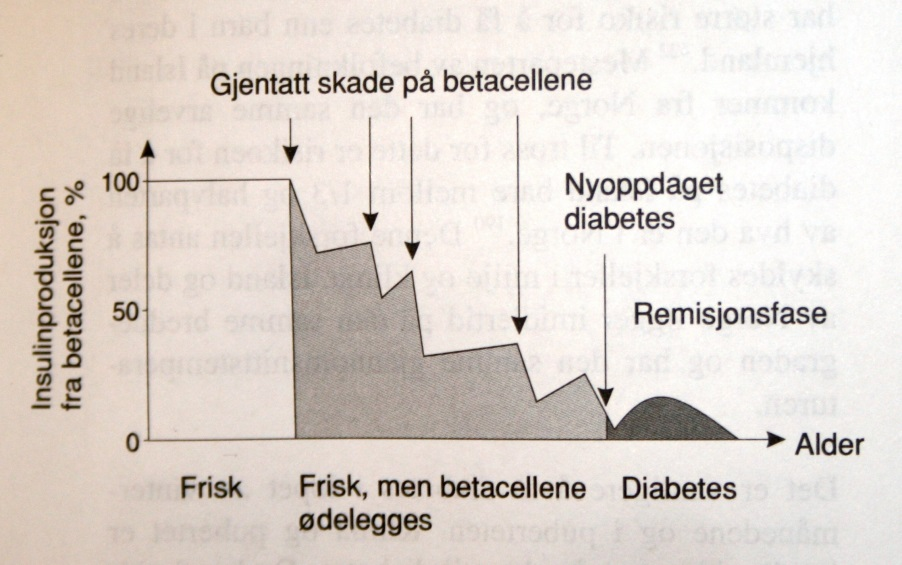 Gjentatt skade på betacellene
Insulinproduksjon
fra betacellene, %
100
50
0
Nyoppdaget
diabetes
Remisjonsfase
Alder
Frisk
Frisk, men betacellene
ødelegges
Diabetes